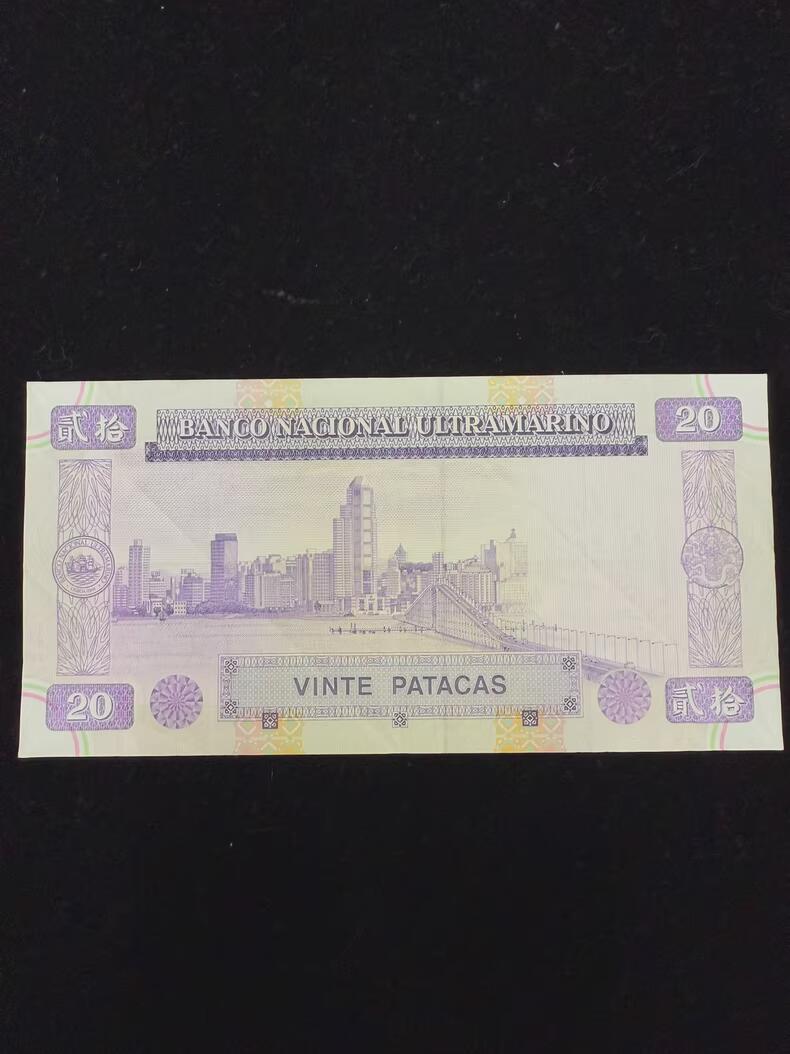 貳拾
BANCO NACIONAL ULTRAMARINO
20
VINTE PATACAS
20
貳拾